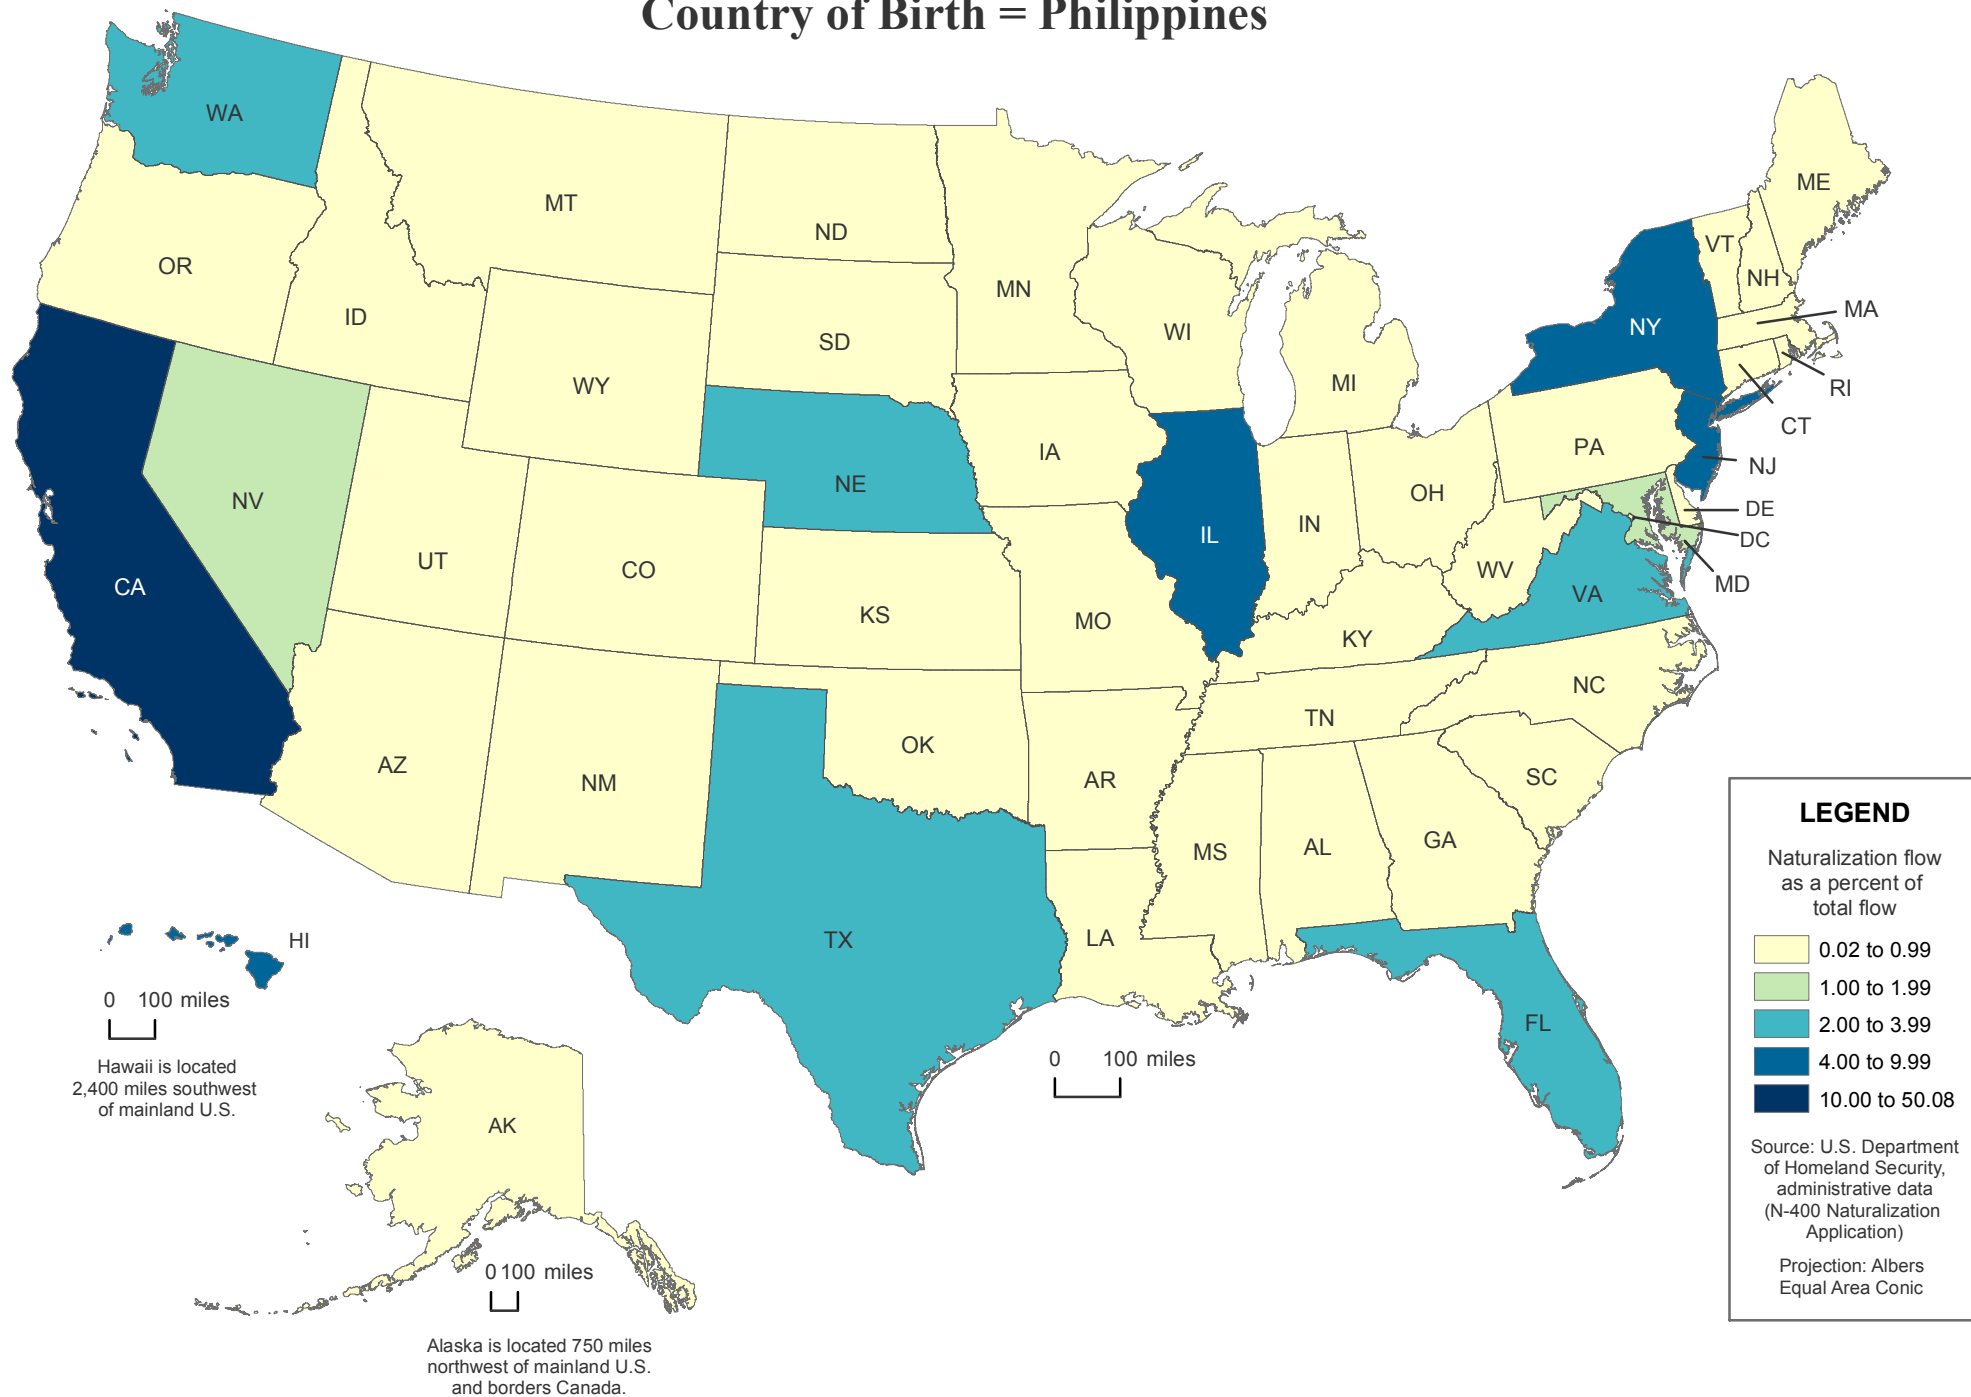 Country of Birth = Philippines
WA
MT
ND
MN
ME
OR
ID
SD
WI
VT
NH
NY
MA
WY
MI
RI
CT
NV
NE
IA
PA
NJ
OH
DE
IN
IL
DC
UT
CO
WV
MD
CA
VA
KS
MO
KY
NC
TN
AZ
NM
OK
AR
SC
MS
AL
GA
TX
LA
FL
HI
0 100 miles
Hawaii is located
2,400 miles southwest
of mainland U.S.
AK
0 100 miles
Alaska is located 750 miles
northwest of mainland U.S.
and borders Canada.
0 100 miles
LEGEND
Naturalization flow
as a percent of
total flow
0.02 to 0.99
1.00 to 1.99
2.00 to 3.99
4.00 to 9.99
10.00 to 50.08
Source: U.S. Department
of Homeland Security,
administrative data
(N-400 Naturalization
Application)
Projection: Albers
Equal Area Conic